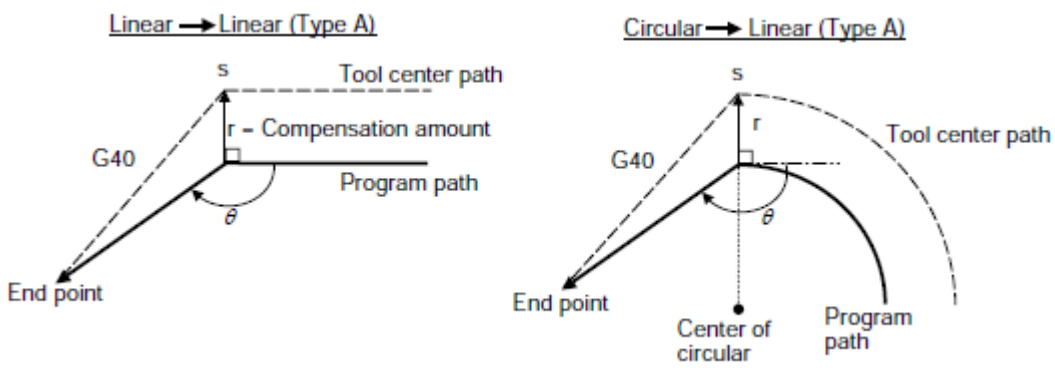 Linear → Linear (Type A)
s
Tool center path
r – Compensation amount
G40
Program path
θ
End point
Circular → Linear (Type A)
s
r
Tool center path
G40
θ
End point
Center of
circular
Program
path